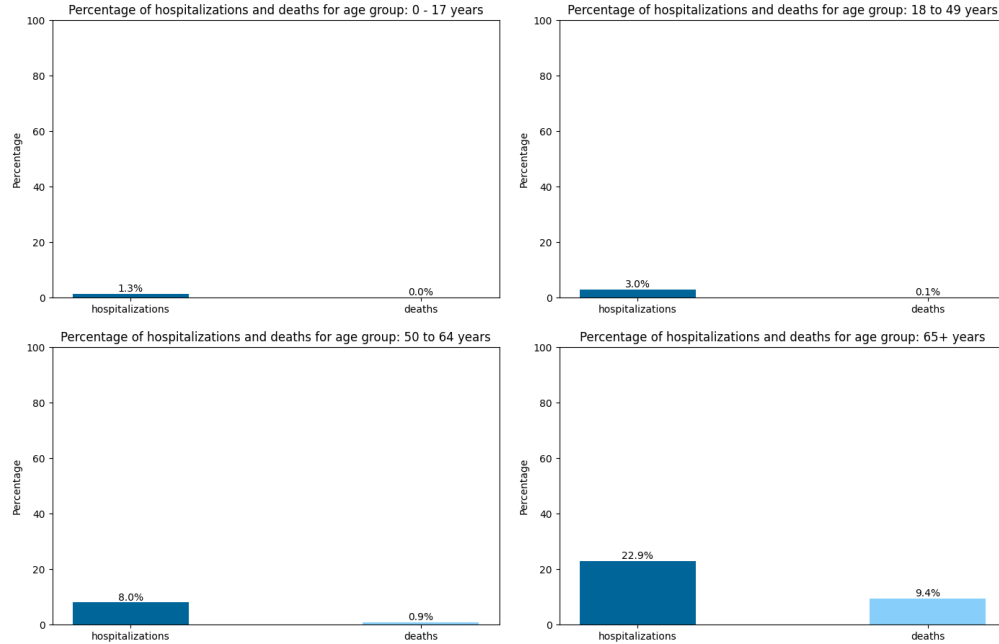 Percentage of hospitalizations and deaths for age group: 0 - 17 years
100
80
60
40
20
0
Percentage
1.3%
0.0%
hospitalizations
deaths
Percentage of hospitalizations and deaths for age group: 18 to 49 years
100
80
60
40
20
0
Percentage
3.0%
0.1%
hospitalizations
deaths
Percentage of hospitalizations and deaths for age group: 50 to 64 years
100
80
60
40
20
0
Percentage
8.0%
0.9%
hospitalizations
deaths
Percentage of hospitalizations and deaths for age group: 65+ years
100
80
60
40
20
0
Percentage
22.9%
9.4%
hospitalizations
deaths